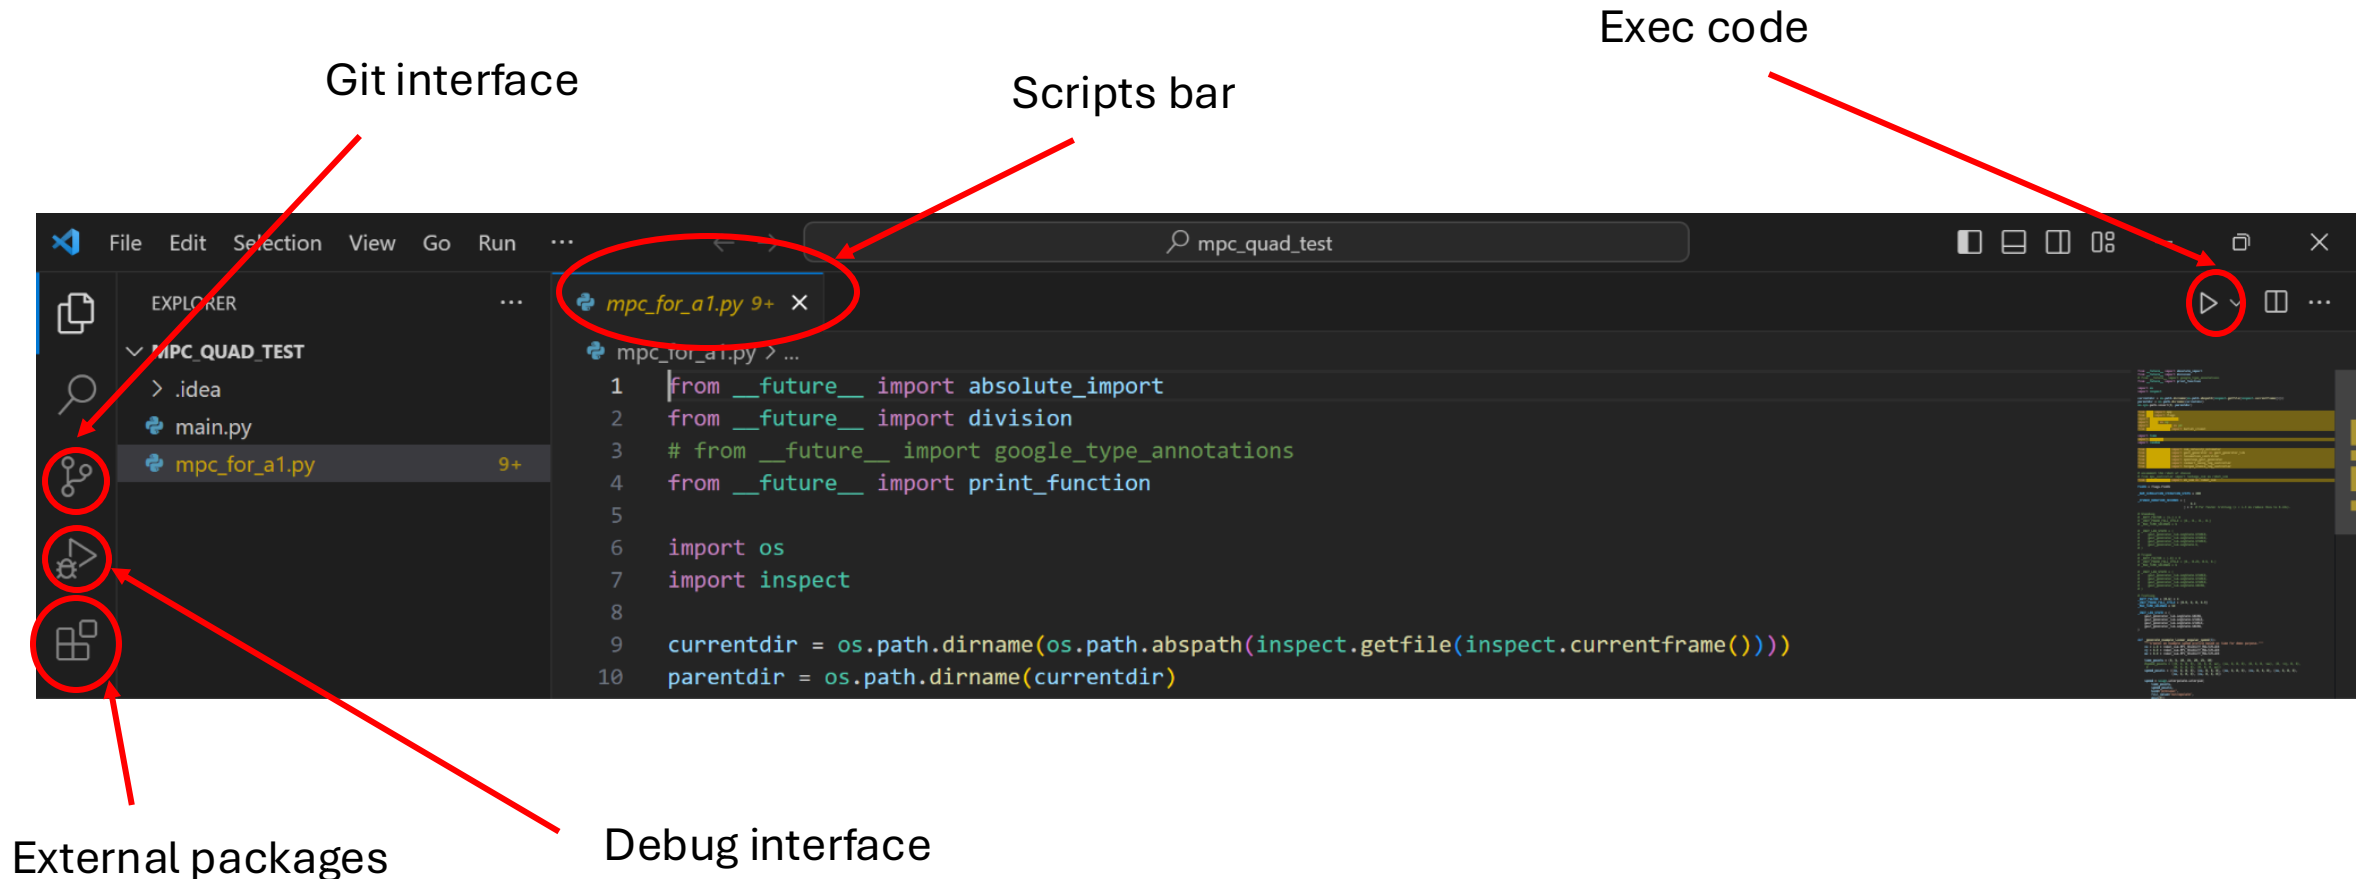 Exec code
Git interface
Scripts bar
File Edit Selection View Go Run ... mpc_quad_test
EXPLORER ...
mpc_for_a1.py 9+
MPC_QUAD_TEST
mpc_for_a1.py > ...
> .idea
main.py
mpc_for_a1.py 9+
1 from __future__ import absolute_import
2 from __future__ import division
3 # from __future__ import google_type_annotations
4 from __future__ import print_function
5
6 import os
7 import inspect
8
9 currentdir = os.path.dirname(os.path.abspath(inspect.getfile(inspect.currentframe())))
10 parentdir = os.path.dirname(currentdir)
External packages
Debug interface